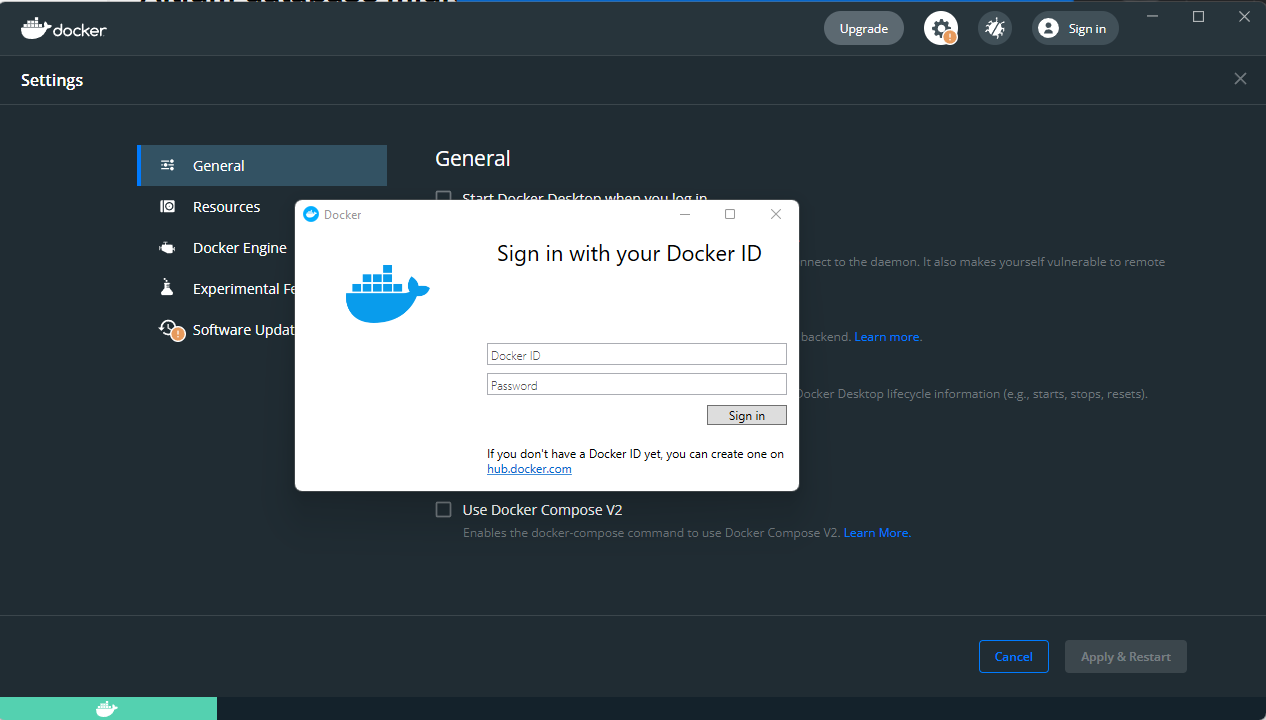 docker
Upgrade
Sign in
Settings
General
Resources
Docker Engine
Experimental Fe
Software Updat
General
Start Docker Desktop when you log in
nnect to the daemon. It also makes yourself vulnerable to remote
backend. Learn more.
Docker Desktop lifecycle information (e.g., starts, stops, resets).
Docker
Sign in with your Docker ID
Docker ID
Password
Sign in
If you don't have a Docker ID yet, you can create one on
hub.docker.com
Use Docker Compose V2
Enables the docker-compose command to use Docker Compose V2. Learn More.
Cancel
Apply & Restart